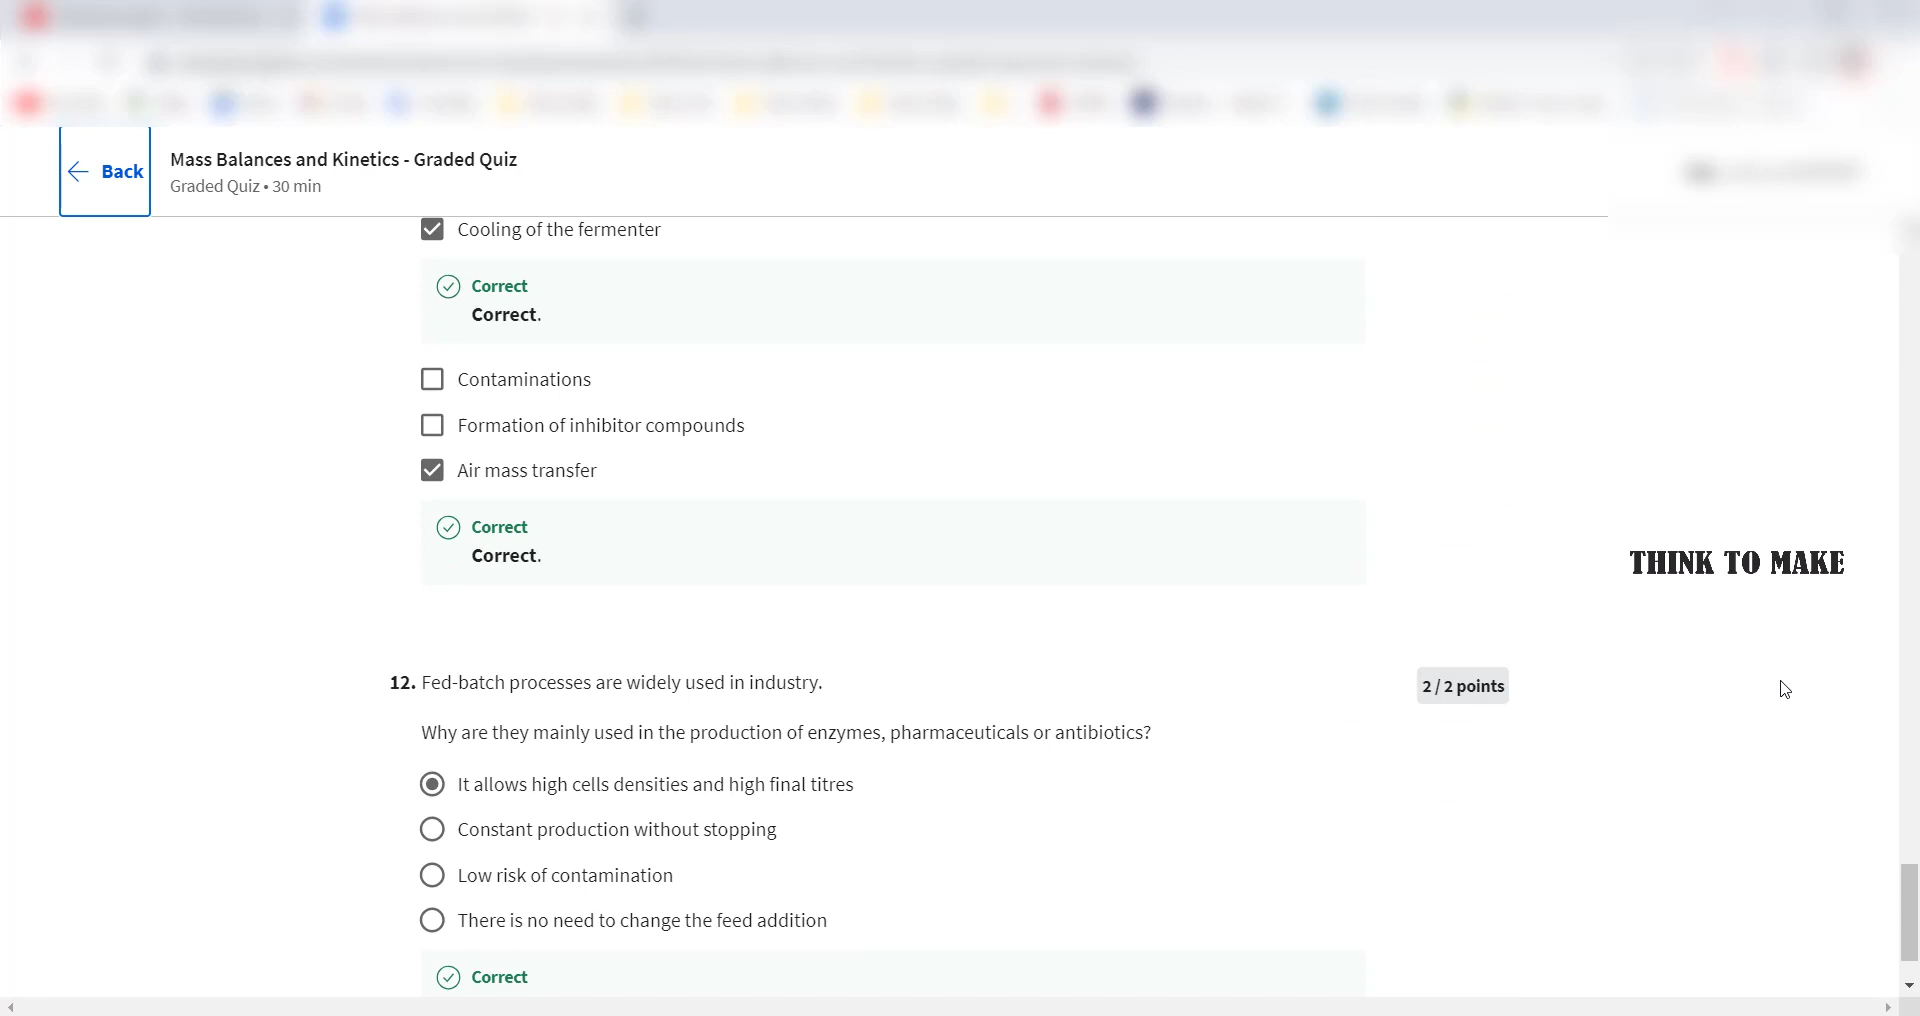 Back
Mass Balances and Kinetics - Graded Quiz
Graded Quiz • 30 min
Cooling of the fermenter
Correct
Correct.
Contaminations
Formation of inhibitor compounds
Air mass transfer
Correct
Correct.
THINK TO MAKE
12. Fed-batch processes are widely used in industry.
2 / 2 points
Why are they mainly used in the production of enzymes, pharmaceuticals or antibiotics?
It allows high cells densities and high final titres
Constant production without stopping
Low risk of contamination
There is no need to change the feed addition
Correct